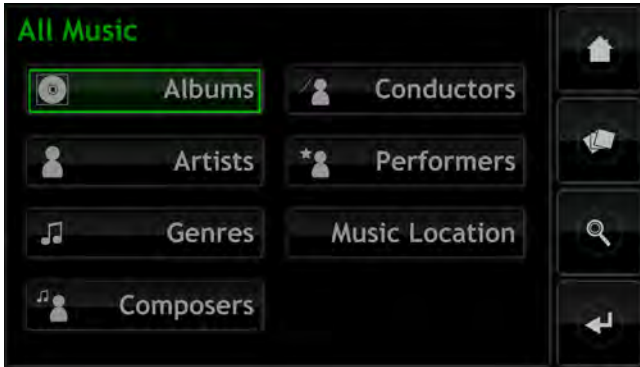 All Music
Albums
Conductors
Artists
Performers
Genres
Music Location
Composers